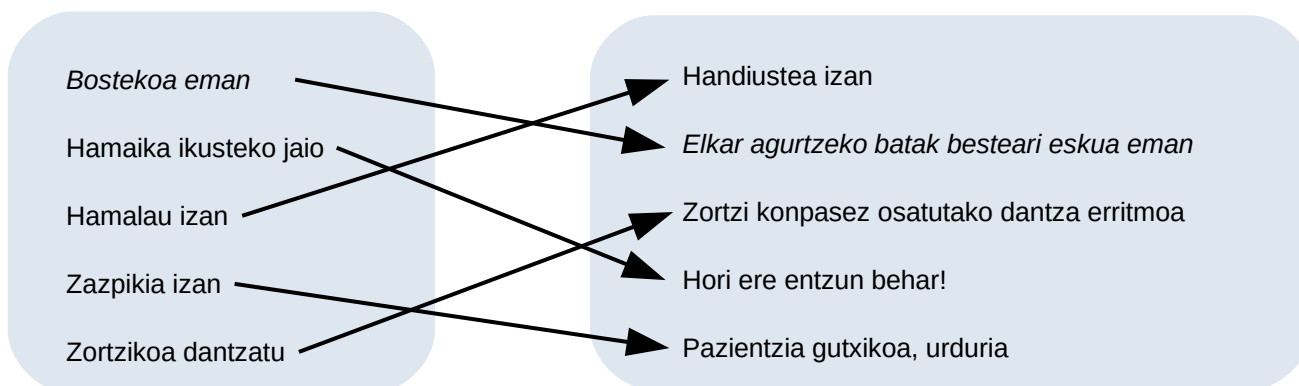 Bostekoa eman
Hamaika ikusteko jaio
Hamalau izan
Zazpikia izan
Zortzikoa dantzatu
Handiustea izan
Elkar agurtzeko batak besteari eskua eman
Zortzi konpasez osatutako dantza erritmoa
Hori ere entzun behar!
Pazientzia gutxikoa, urduria